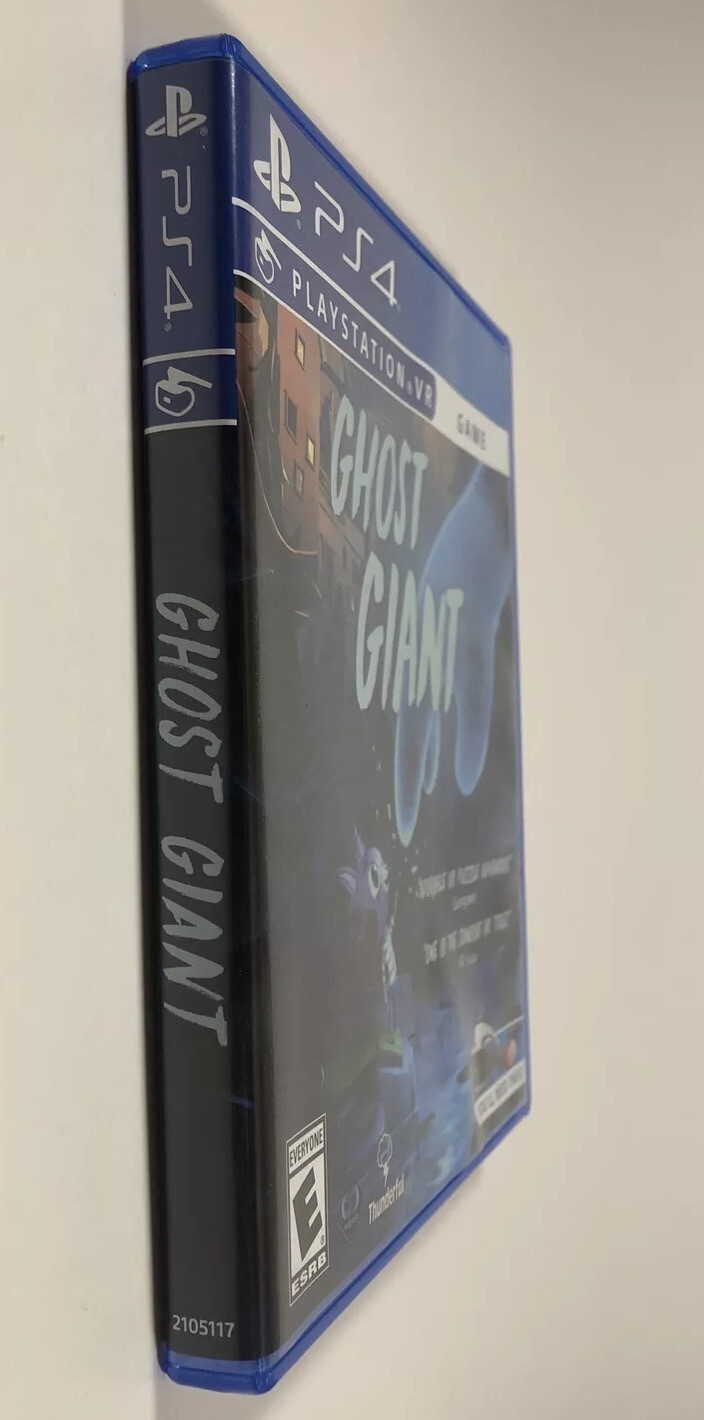 PS4
GHOST GIANT
2105117
PS4
PLAYSTATION®VR
GAME
GHOST
GIANT
EVERYONE
E
ESRB
Thunderful